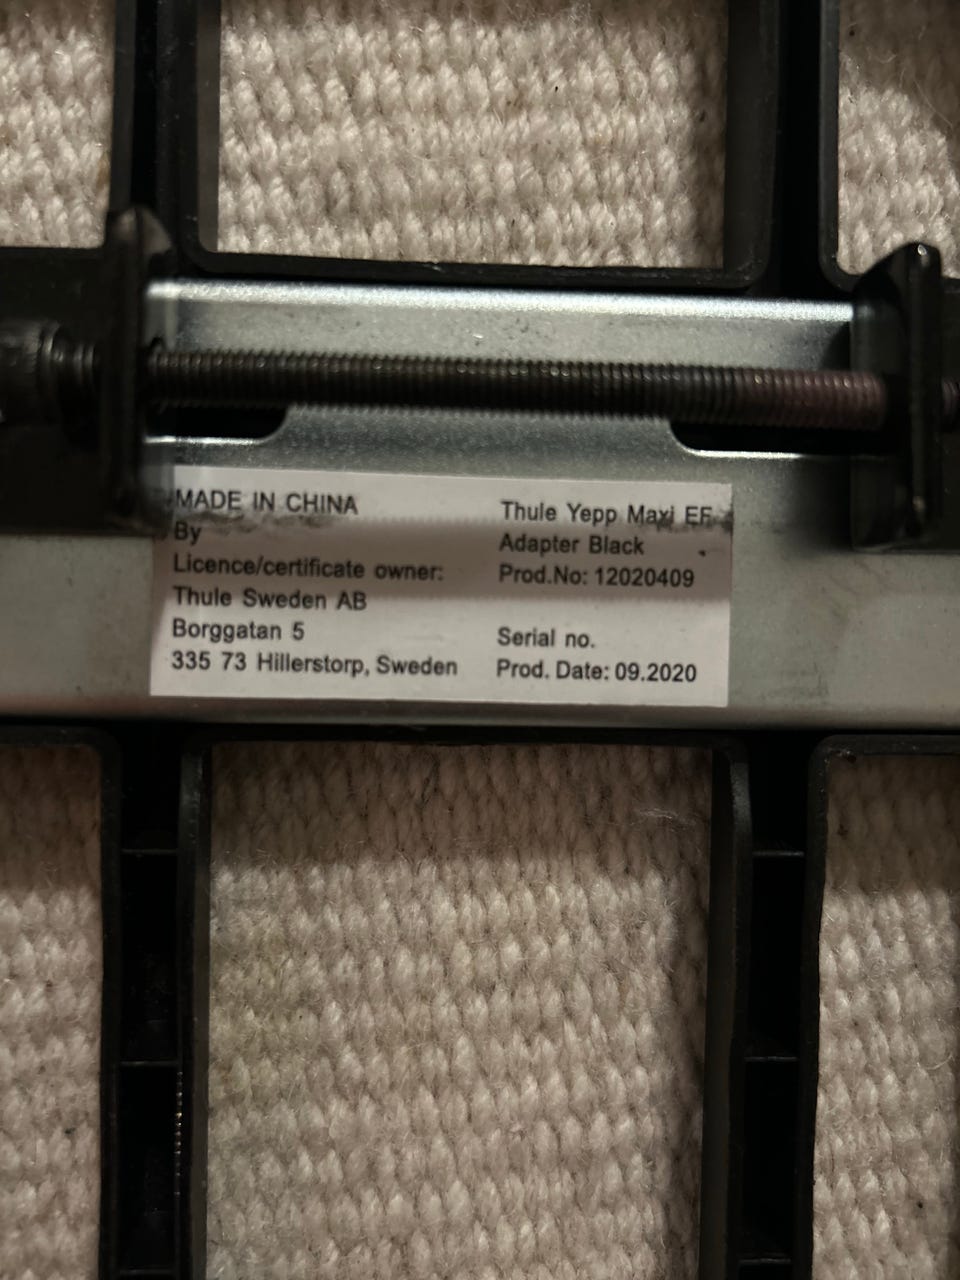 MADE IN CHINA
By
Licence/certificate owner:
Thule Sweden AB
Borggatan 5
335 73 Hillerstorp, Sweden
Thule Yepp Maxi EF
Adapter Black
Prod.No: 12020409
Serial no.
Prod. Date: 09.2020